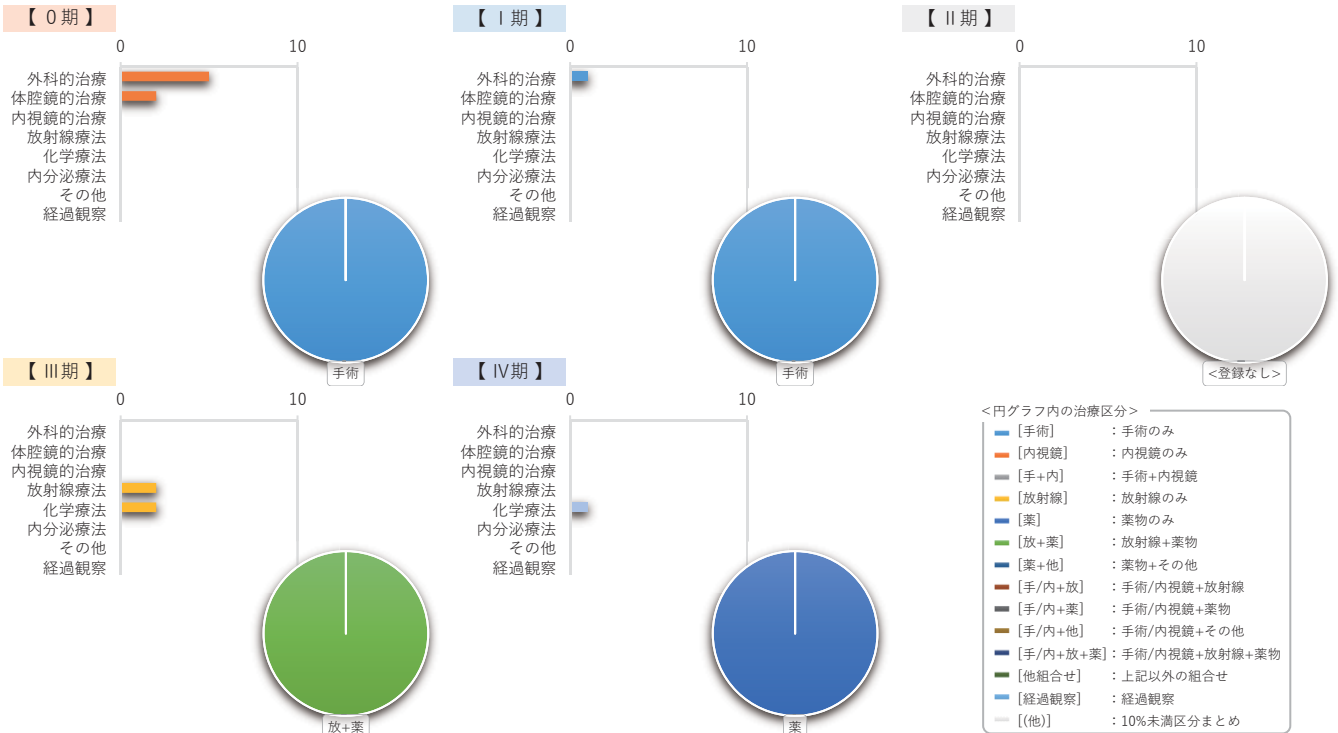 【 0期 】
0 10
外科的治療
体腔鏡的治療
内視鏡的治療
放射線療法
化学療法
内分泌療法
その他
経過観察
手術
【 I期 】
0 10
外科的治療
体腔鏡的治療
内視鏡的治療
放射線療法
化学療法
内分泌療法
その他
経過観察
手術
【 II期 】
0 10
外科的治療
体腔鏡的治療
内視鏡的治療
放射線療法
化学療法
内分泌療法
その他
経過観察
<登録なし>
【 III期 】
0 10
外科的治療
体腔鏡的治療
内視鏡的治療
放射線療法
化学療法
内分泌療法
その他
経過観察
放+薬
【 IV期 】
0 10
外科的治療
体腔鏡的治療
内視鏡的治療
放射線療法
化学療法
内分泌療法
その他
経過観察
薬
<円グラフ内の治療区分>
[手術] ：手術のみ
[内視鏡] ：内視鏡のみ
[手+内] ：手術+内視鏡
[放射線] ：放射線のみ
[薬] ：薬物のみ
[放+薬] ：放射線+薬物
[薬+他] ：薬物+その他
[手/内+放] ：手術/内視鏡+放射線
[手/内+薬] ：手術/内視鏡+薬物
[手/内+他] ：手術/内視鏡+その他
[手/内+放+薬]：手術/内視鏡+放射線+薬物
[他組合せ] ：上記以外の組合せ
[経過観察] ：経過観察
[(他)] ：10%未満区分まとめ